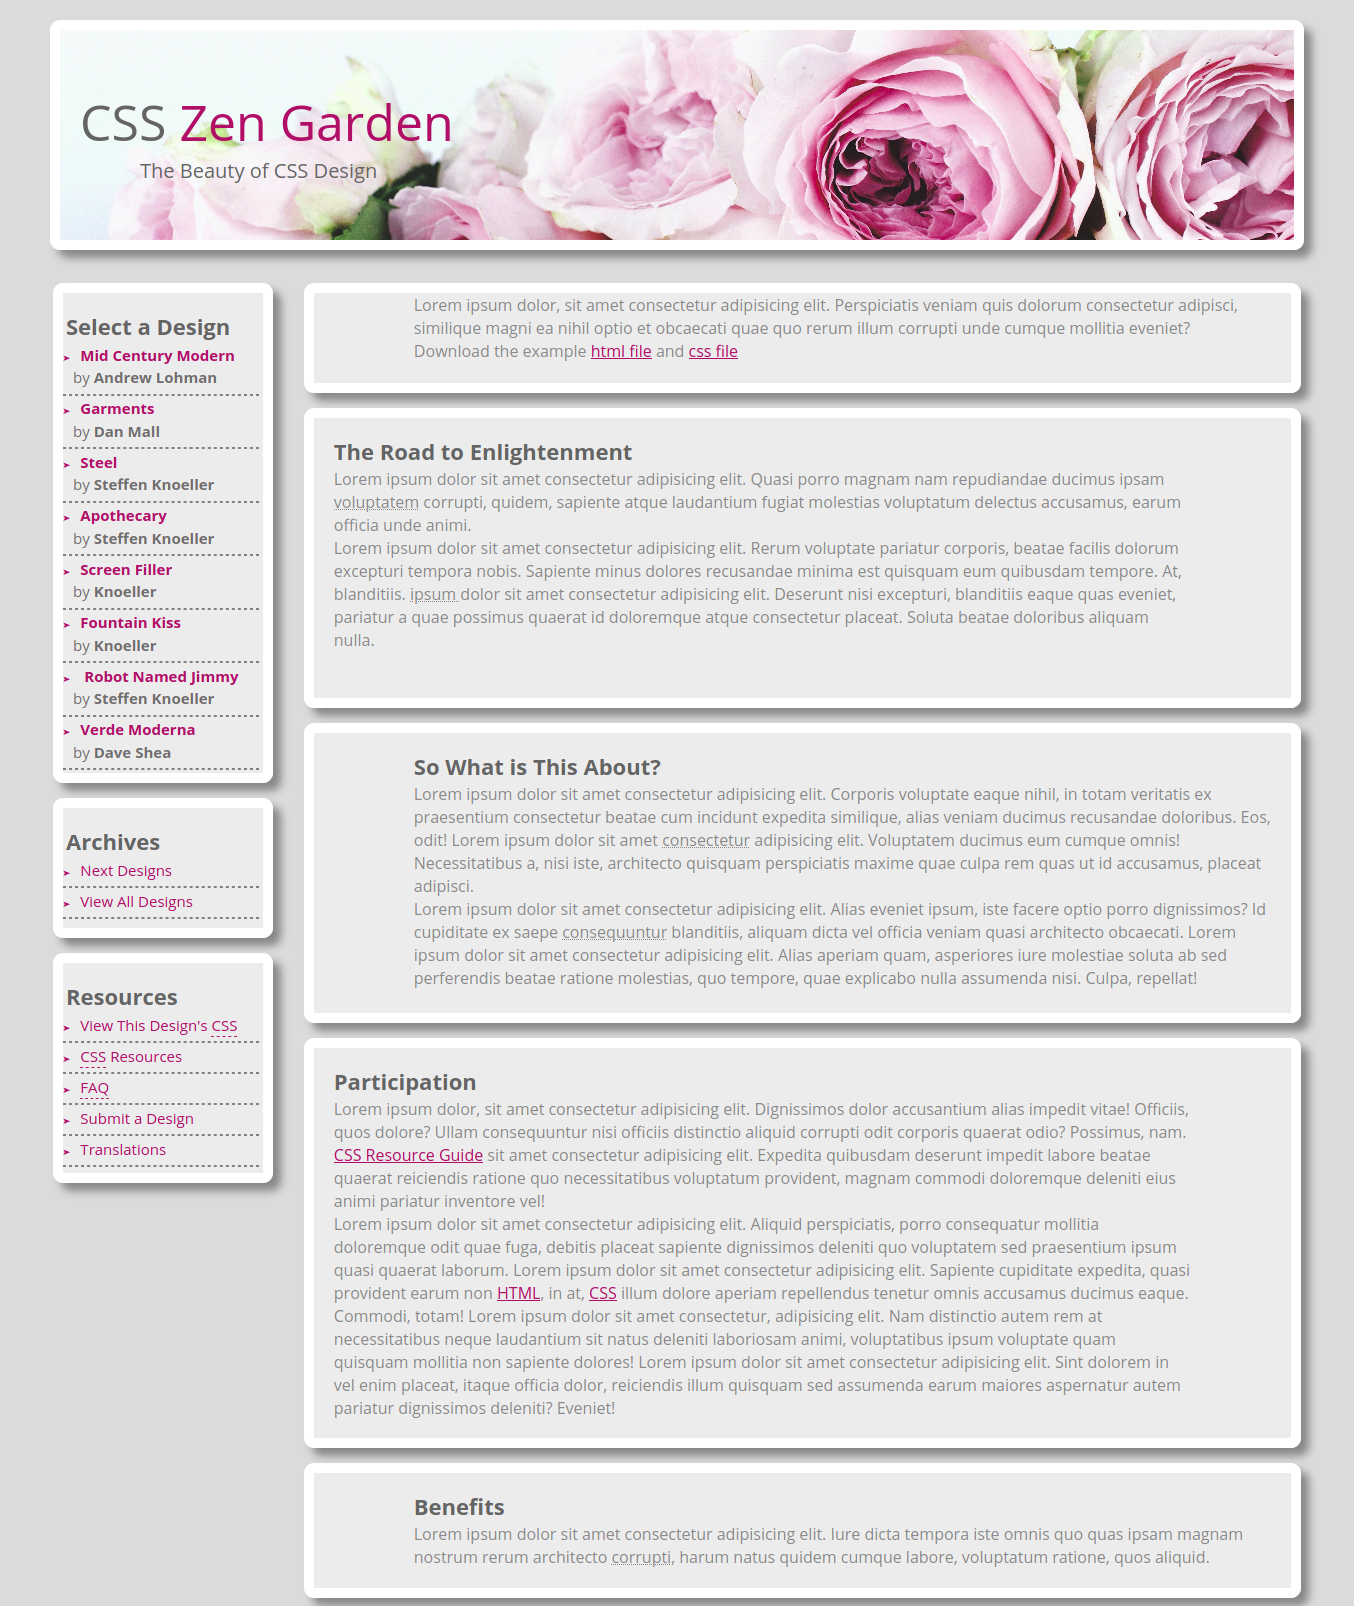 CSS Zen Garden
The Beauty of CSS Design
Select a Design
Mid Century Modern
by Andrew Lohman
Garments
by Dan Mall
Steel
by Steffen Knoeller
Apothecary
by Steffen Knoeller
Screen Filler
by Knoeller
Fountain Kiss
by Knoeller
Robot Named Jimmy
by Steffen Knoeller
Verde Moderna
by Dave Shea
Archives
Next Designs
View All Designs
Resources
View This Design's CSS
CSS Resources
FAQ
Submit a Design
Translations
Lorem ipsum dolor, sit amet consectetur adipisicing elit. Perspiciatis veniam quis dolorum consectetur adipisci,
similique magni ea nihil optio et obcaecati quae quo rerum illum corrupti unde cumque mollitia eveniet?
Download the example html file and css file
The Road to Enlightenment
Lorem ipsum dolor sit amet consectetur adipisicing elit. Quasi porro magnam nam repudiandae ducimus ipsam
voluptatem corrupti, quidem, sapiente atque laudantium fugiat molestias voluptatum delectus accusamus, earum
officia unde animi.
Lorem ipsum dolor sit amet consectetur adipisicing elit. Rerum voluptate pariatur corporis, beatae facilis dolorum
excepturi tempora nobis. Sapiente minus dolores recusandae minima est quisquam eum quibusdam tempore. At,
blanditiis. ipsum dolor sit amet consectetur adipisicing elit. Deserunt nisi excepturi, blanditiis eaque quas eveniet,
pariatur a quae possimus quaerat id doloremque atque consectetur placeat. Soluta beatae doloribus aliquam
nulla.
So What is This About?
Lorem ipsum dolor sit amet consectetur adipisicing elit. Corporis voluptate eaque nihil, in totam veritatis ex
praesentium consectetur beatae cum incidunt expedita similique, alias veniam ducimus recusandae doloribus. Eos,
odit! Lorem ipsum dolor sit amet consectetur adipisicing elit. Voluptatem ducimus eum cumque omnis!
Necessitatibus a, nisi iste, architecto quisquam perspiciatis maxime quae culpa rem quas ut id accusamus, placeat
adipisci.
Lorem ipsum dolor sit amet consectetur adipisicing elit. Alias eveniet ipsum, iste facere optio porro dignissimos? Id
cupiditate ex saepe consequuntur blanditiis, aliquam dicta vel officia veniam quasi architecto obcaecati. Lorem
ipsum dolor sit amet consectetur adipisicing elit. Alias aperiam quam, asperiores iure molestiae soluta ab sed
perferendis beatae ratione molestias, quo tempore, quae explicabo nulla assumenda nisi. Culpa, repellat!
Participation
Lorem ipsum dolor, sit amet consectetur adipisicing elit. Dignissimos dolor accusantium alias impedit vitae! Officiis,
quos dolore? Ullam consequuntur nisi officiis distinctio aliquid corrupti odit corporis quaerat odio? Possimus, nam.
CSS Resource Guide sit amet consectetur adipisicing elit. Expedita quibusdam deserunt impedit labore beatae
quaerat reiciendis ratione quo necessitatibus voluptatum provident, magnam commodi doloremque deleniti eius
animi pariatur inventore vel!
Lorem ipsum dolor sit amet consectetur adipisicing elit. Aliquid perspiciatis, porro consequatur mollitia
doloremque odit quae fuga, debitis placeat sapiente dignissimos deleniti quo voluptatem sed praesentium ipsum
quasi quaerat laborum. Lorem ipsum dolor sit amet consectetur adipisicing elit. Sapiente cupiditate expedita, quasi
provident earum non HTML, in at, CSS illum dolore aperiam repellendus tenetur omnis accusamus ducimus eaque.
Commodi, totam! Lorem ipsum dolor sit amet consectetur, adipisicing elit. Nam distinctio autem rem at
necessitatibus neque laudantium sit natus deleniti laboriosam animi, voluptatibus ipsum voluptate quam
quisquam mollitia non sapiente dolores! Lorem ipsum dolor sit amet consectetur adipisicing elit. Sint dolorem in
vel enim placeat, itaque officia dolor, reiciendis illum quisquam sed assumenda earum maiores aspernatur autem
pariatur dignissimos deleniti? Eveniet!
Benefits
Lorem ipsum dolor sit amet consectetur adipisicing elit. Iure dicta tempora iste omnis quo quas ipsam magnam
nostrum rerum architecto corrupti, harum natus quidem cumque labore, voluptatum ratione, quos aliquid.